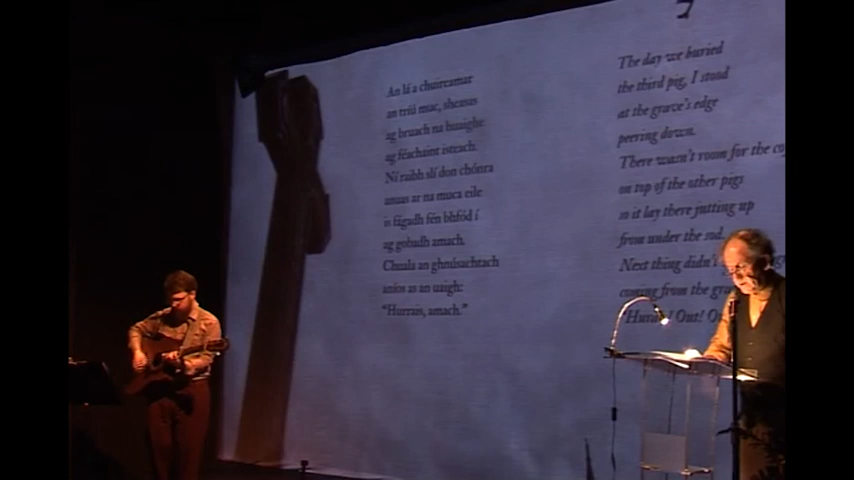 An lá a chuireamar
an tríú mac, sheasas
ag bruach na huaighe
ag féachaint isteach.
Ní raibh slí don chónra
anuas ar na muca eile
is fágadh fén bhfód í
ag gobadh amach.
Chuala an ghnúsachtach
aníos as an uaigh:
“Hurrais, amach.”
The day we buried
the third pig, I stood
at the grave's edge
peering down.
There wasn't room for the
on top of the other pigs
so it lay there jutting up
from under the sod.
Next thing
coming from the
Out!